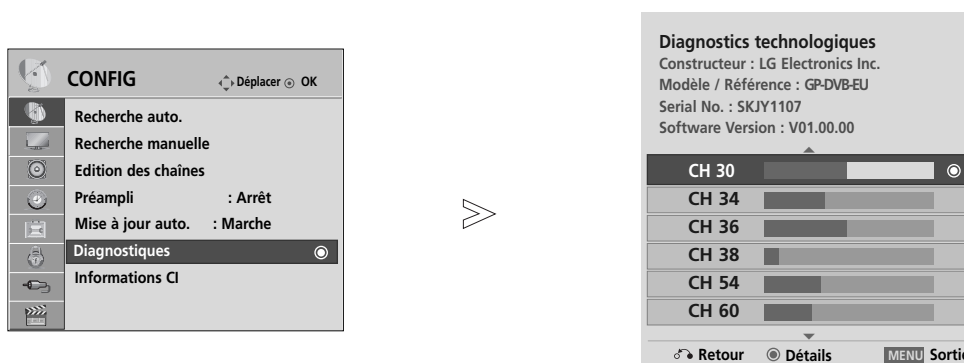 CONFIG
Déplacer OK
Recherche auto.
Recherche manuelle
Edition des chaînes
Préampli : Arrêt
Mise à jour auto. : Marche
Diagnostiques
Informations CI
Diagnostics technologiques
Constructeur : LG Electronics Inc.
Modèle / Référence : GP-DVB-EU
Serial No. : SKJY1107
Software Version : V01.00.00
CH 30
CH 34
CH 36
CH 38
CH 54
CH 60
Retour Détails MENU Sortie